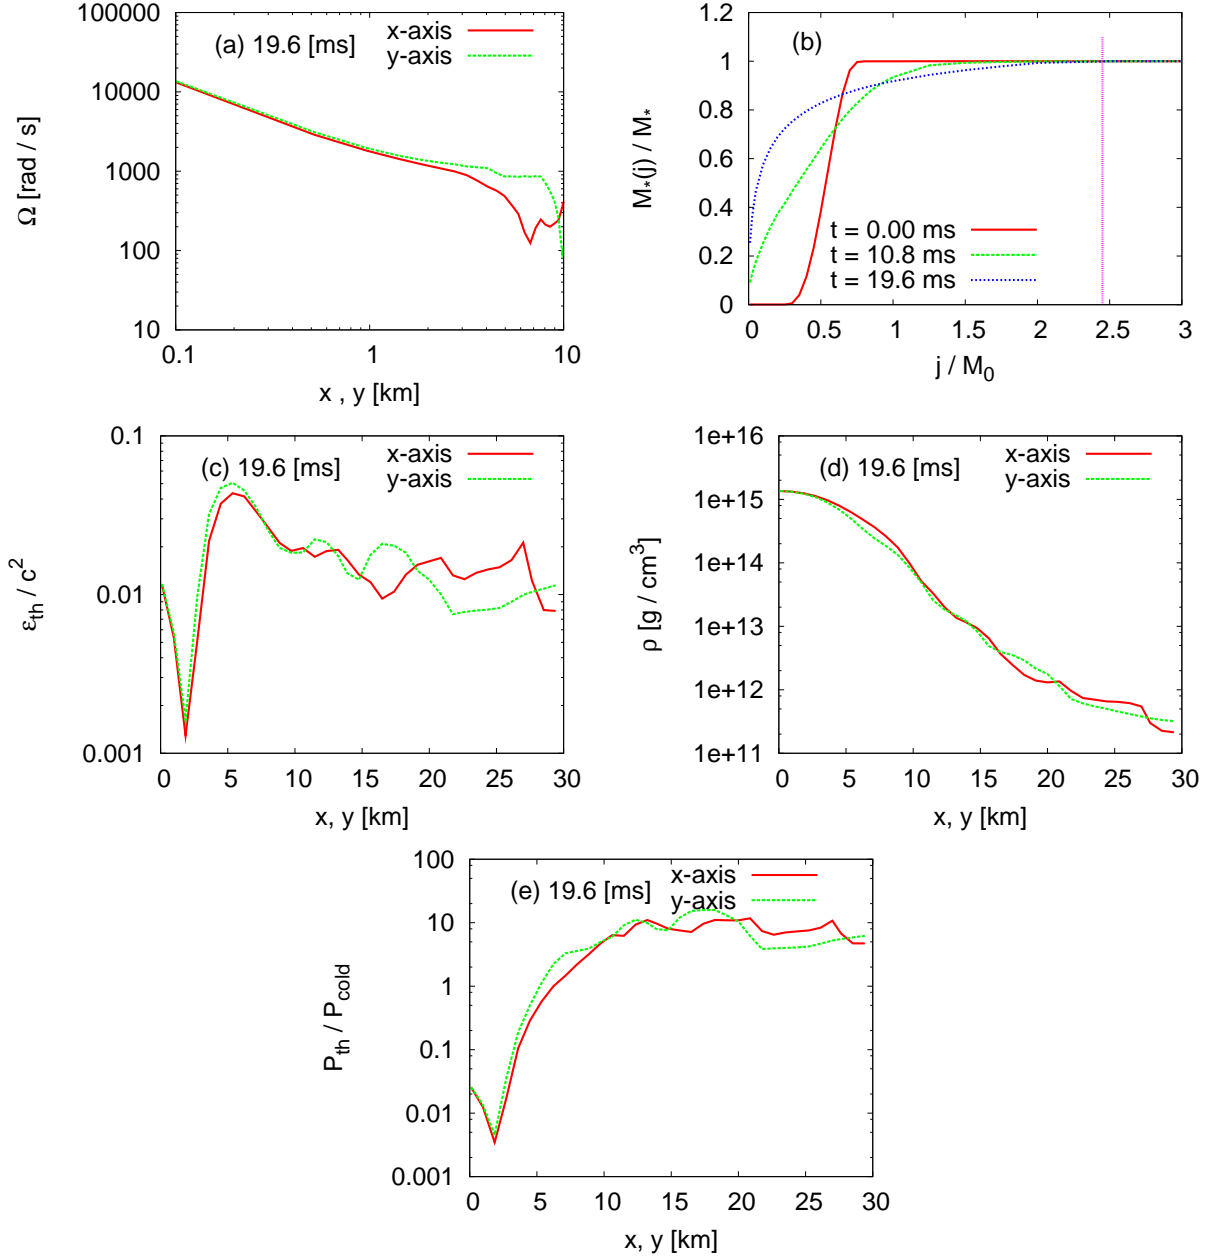 (a) 19.6 [ms]
x-axis
y-axis
100000
10000
1000
100
10
0.1
1
10
Ω [rad / s]
x , y [km]
(b)
1.2
1
0.8
0.6
0.4
0.2
0
t = 0.00 ms
t = 10.8 ms
t = 19.6 ms
0
0.5
1
1.5
2
2.5
3
M*(j) / M*
j / M0
(c) 19.6 [ms]
x-axis
y-axis
0.1
0.01
0.001
0
5
10
15
20
25
30
εth / c2
x, y [km]
(d) 19.6 [ms]
x-axis
y-axis
1e+16
1e+15
1e+14
1e+13
1e+12
1e+11
0
5
10
15
20
25
30
ρ [g / cm3]
x, y [km]
(e) 19.6 [ms]
x-axis
y-axis
100
10
1
0.1
0.01
0.001
0
5
10
15
20
25
30
Pth / Pcold
x, y [km]